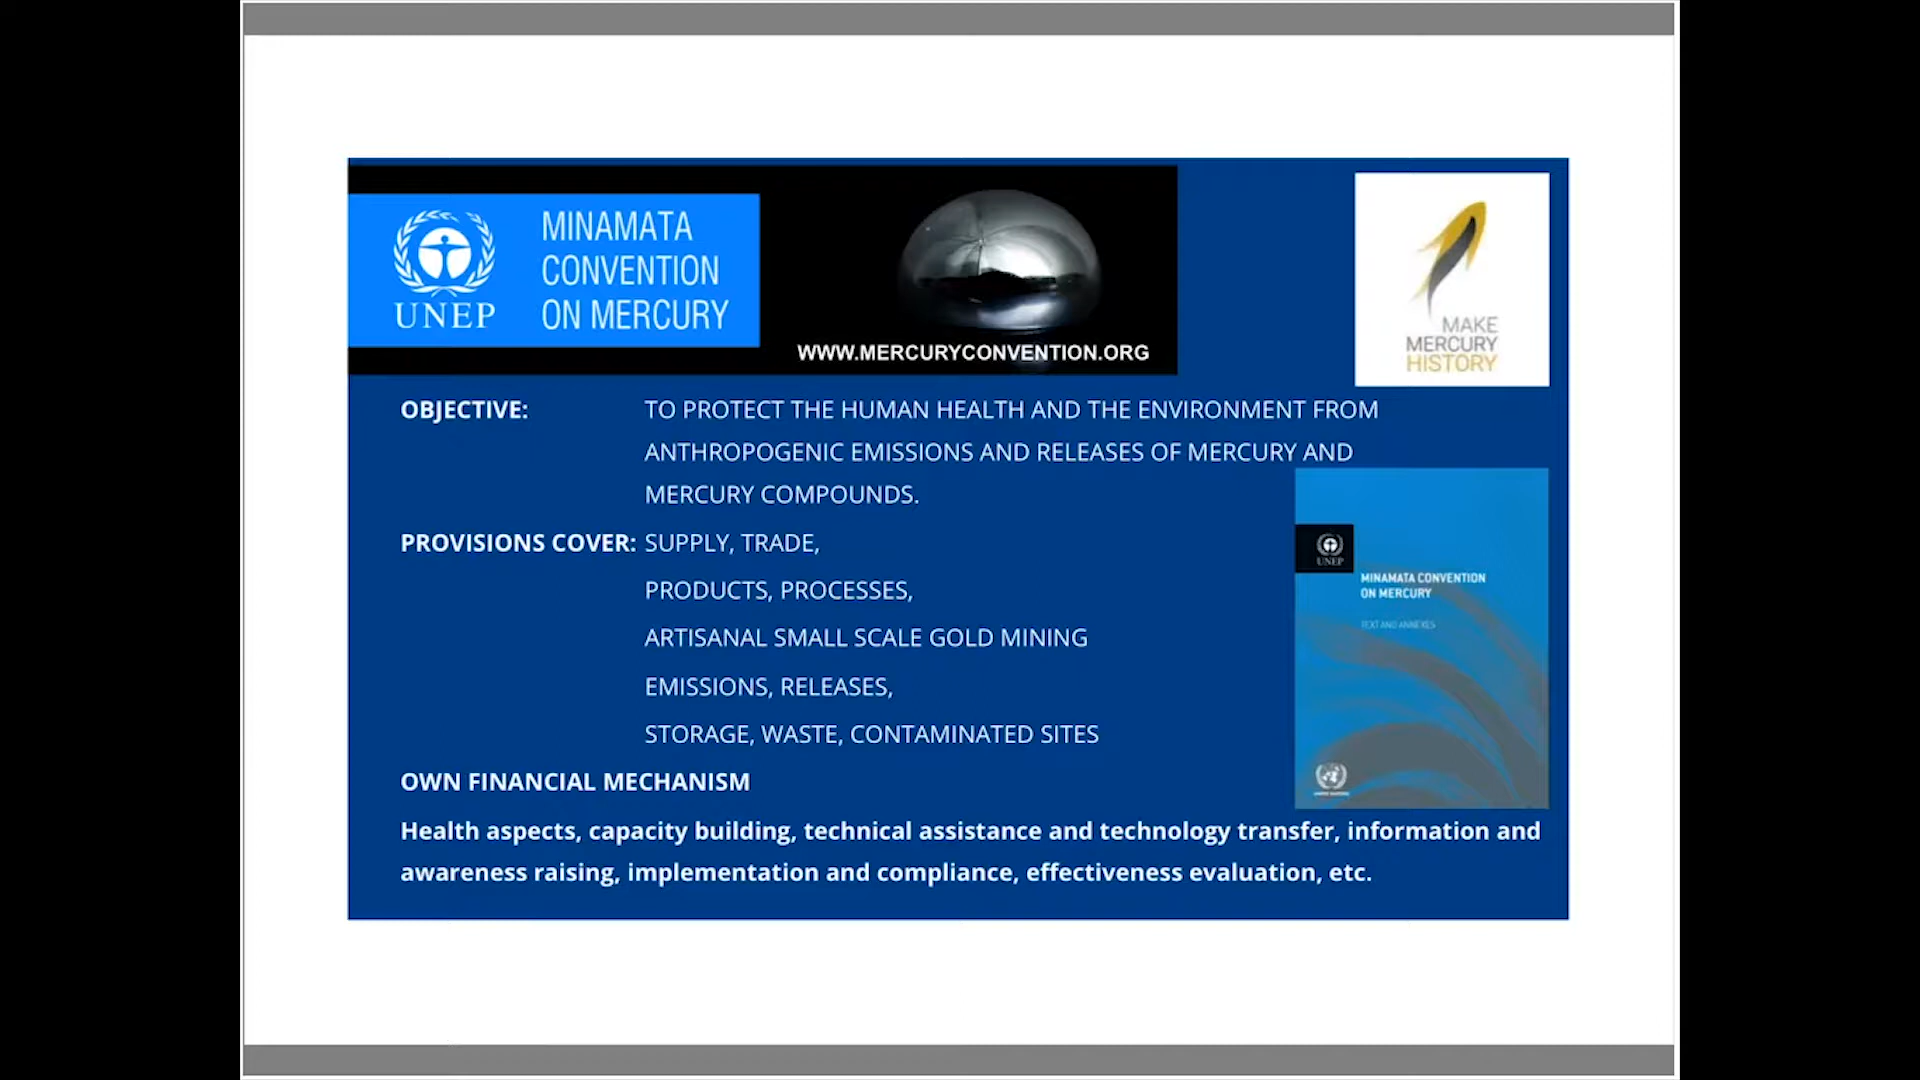 MINAMATA
CONVENTION
ON MERCURY
UNEP
WWW.MERCURYCONVENTION.ORG
MAKE
MERCURY
HISTORY
OBJECTIVE: TO PROTECT THE HUMAN HEALTH AND THE ENVIRONMENT FROM
ANTHROPOGENIC EMISSIONS AND RELEASES OF MERCURY AND
MERCURY COMPOUNDS.
PROVISIONS COVER: SUPPLY, TRADE,
PRODUCTS, PROCESSES,
ARTISANAL SMALL SCALE GOLD MINING
EMISSIONS, RELEASES,
STORAGE, WASTE, CONTAMINATED SITES
UNEP
MINAMATA CONVENTION
ON MERCURY
TEXT AND ANNEXES
OWN FINANCIAL MECHANISM
Health aspects, capacity building, technical assistance and technology transfer, information and
awareness raising, implementation and compliance, effectiveness evaluation, etc.